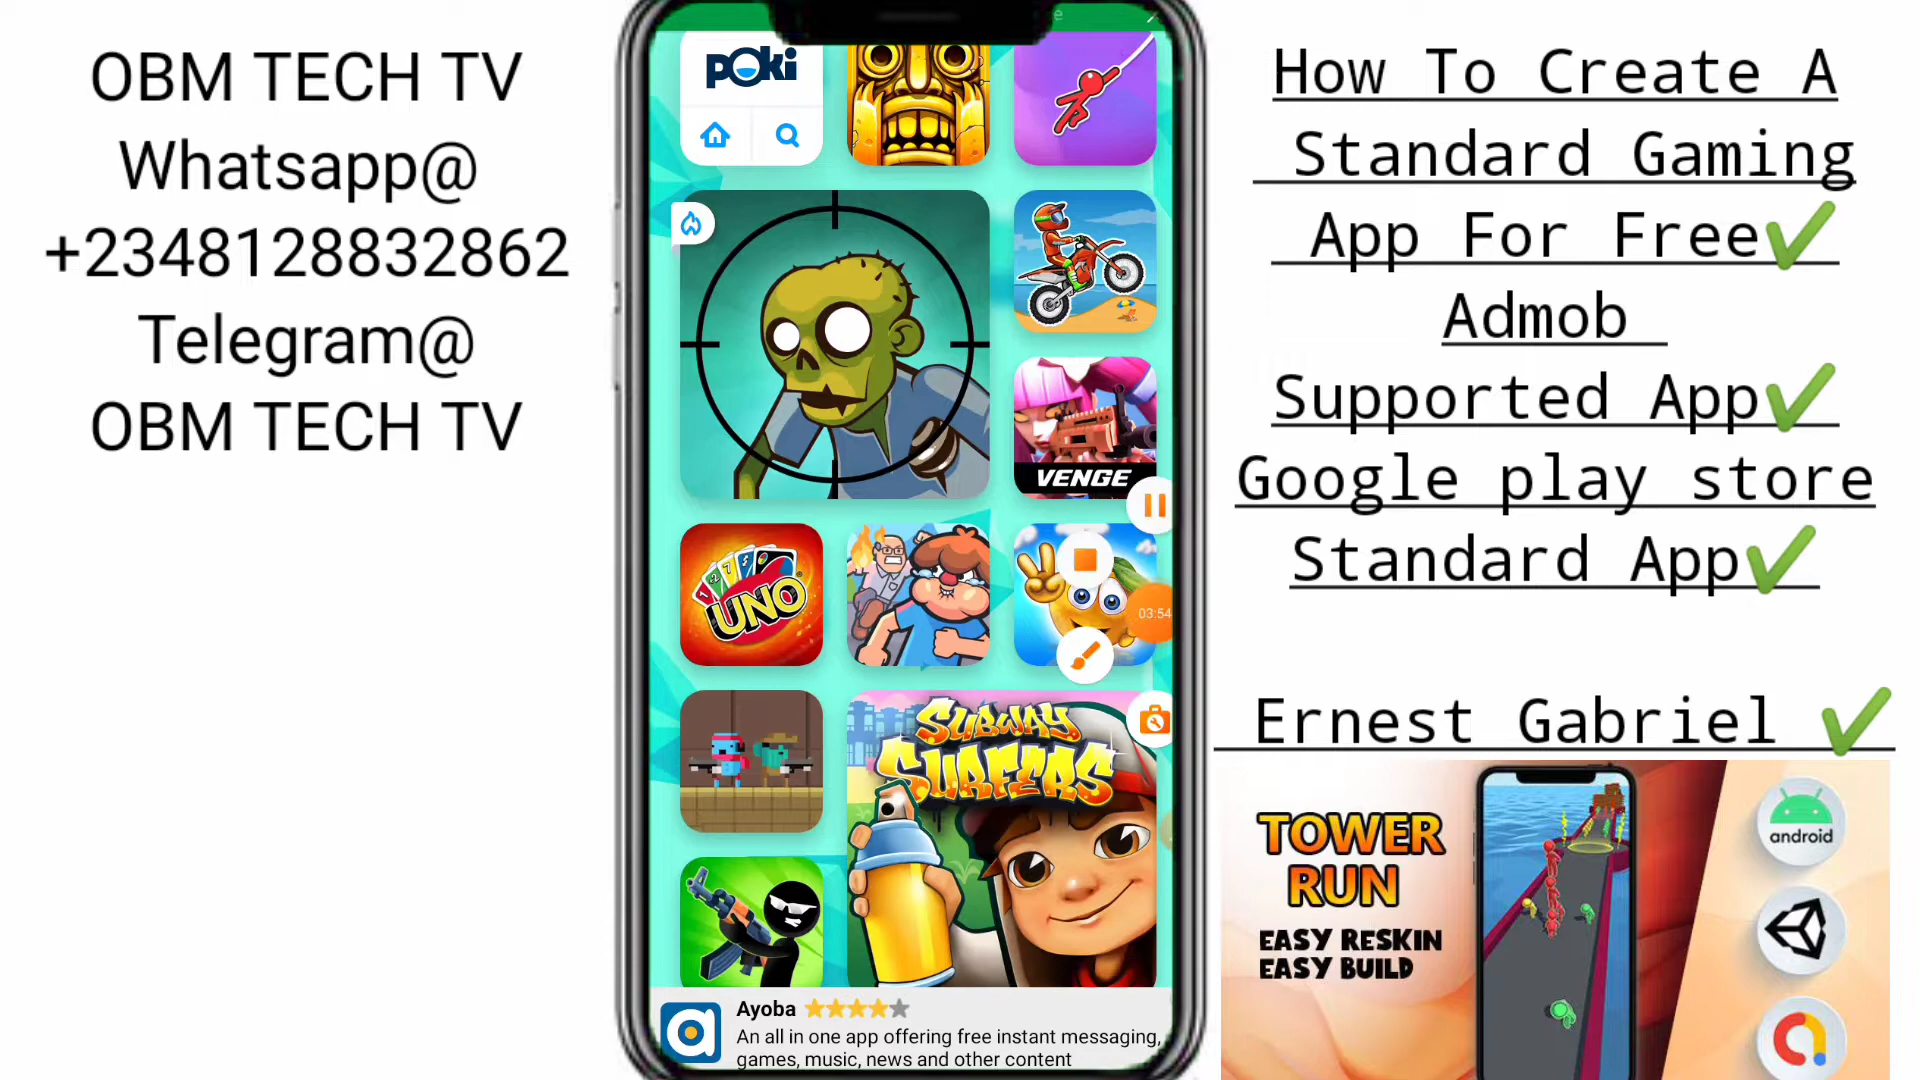 OBM TECH TV
Whatsapp@
+2348128832862
Telegram@
OBM TECH TV
poki
VENGE
UNO
03:54
SUBWAY
SURFERS
Ayoba
An all in one app offering free instant messaging,
games, music, news and other content
How To Create A
Standard Gaming
App For Free✔
Admob
Supported App✔
Google play store
Standard App✔
Ernest Gabriel ✔
TOWER
RUN
EASY RESKIN
EASY BUILD
android